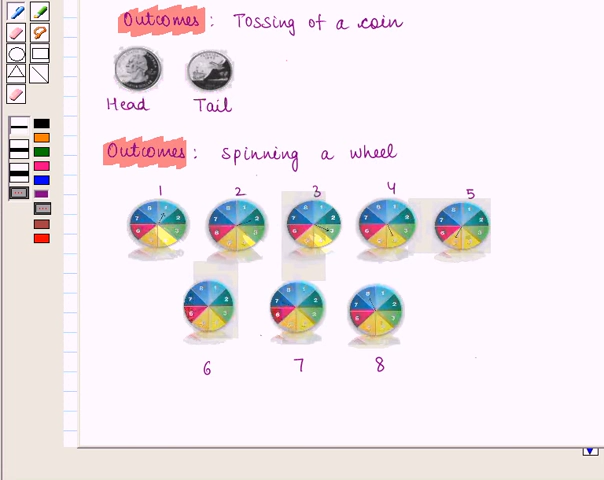 Outcomes: Tossing of a coin
Head Tail
Outcomes: Spinning a wheel
1 2 3 4 5
6 7 8